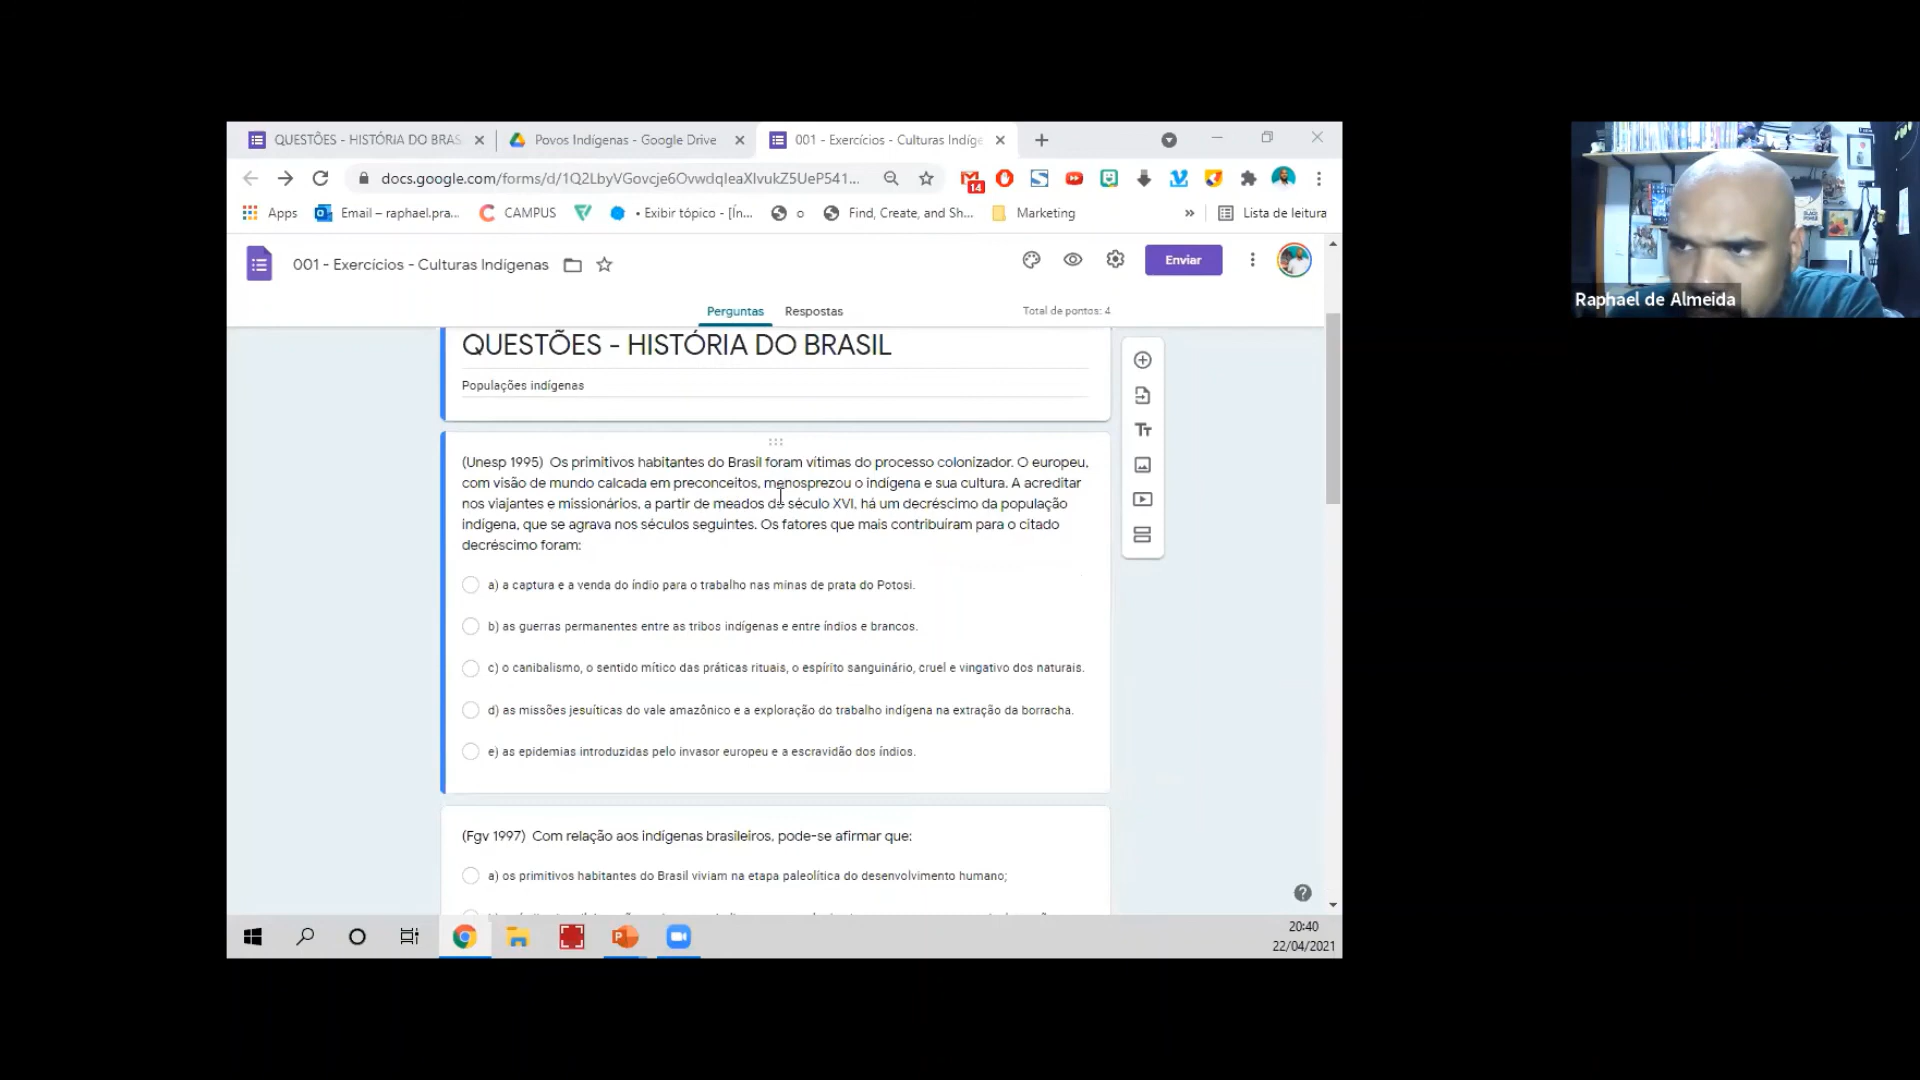 QUESTÕES - HISTÓRIA DO BRAS
Povos Indígenas - Google Drive
001 - Exercícios - Culturas Indíge
docs.google.com/forms/d/1Q2LbyVGovcje6OvwdqIeaXIvukZ5UeP541...
14
Apps
Email – raphael.pra...
CAMPUS
• Exibir tópico - [Ín...
o
Find, Create, and Sh...
Marketing
»
Lista de leitura
001 - Exercícios - Culturas Indígenas
Enviar
Perguntas
Respostas
Total de pontos: 4
QUESTÕES - HISTÓRIA DO BRASIL
Populações indígenas
(Unesp 1995) Os primitivos habitantes do Brasil foram vítimas do processo colonizador. O europeu,
com visão de mundo calcada em preconceitos, menosprezou o indígena e sua cultura. A acreditar
nos viajantes e missionários, a partir de meados do século XVI, há um decréscimo da população
indígena, que se agrava nos séculos seguintes. Os fatores que mais contribuíram para o citado
decréscimo foram:
a) a captura e a venda do índio para o trabalho nas minas de prata do Potosi.
b) as guerras permanentes entre as tribos indígenas e entre índios e brancos.
c) o canibalismo, o sentido mítico das práticas rituais, o espírito sanguinário, cruel e vingativo dos naturais.
d) as missões jesuíticas do vale amazônico e a exploração do trabalho indígena na extração da borracha.
e) as epidemias introduzidas pelo invasor europeu e a escravidão dos índios.
(Fgv 1997) Com relação aos indígenas brasileiros, pode-se afirmar que:
a) os primitivos habitantes do Brasil viviam na etapa paleolítica do desenvolvimento humano;
20:40
22/04/2021
Raphael de Almeida